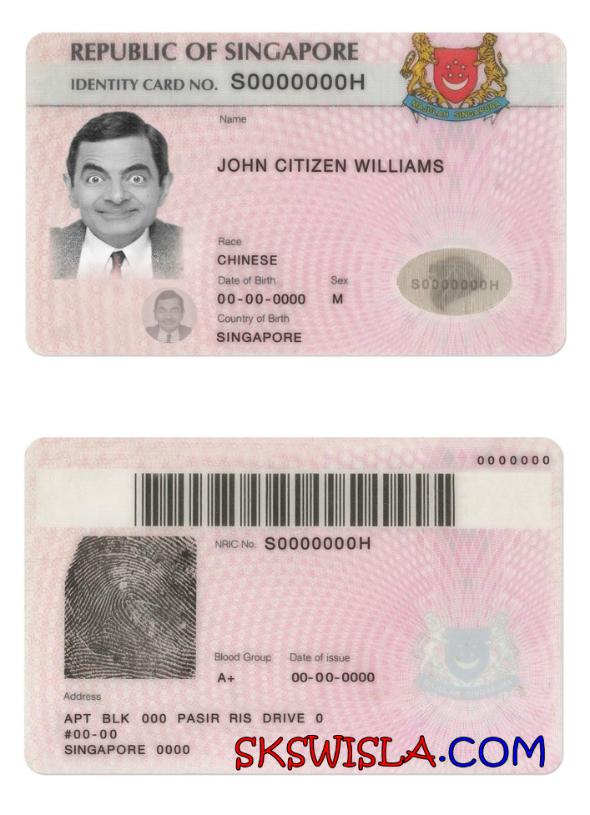 REPUBLIC OF SINGAPORE
IDENTITY CARD NO. S0000000H
MAJULAH SINGAPURA
Name
JOHN CITIZEN WILLIAMS
Race
CHINESE
Date of Birth Sex
00-00-0000 M
S0000000H
Country of Birth
SINGAPORE
0000000
NRIC No. S0000000H
Blood Group Date of issue
A+ 00-00-0000
Address
APT BLK 000 PASIR RIS DRIVE 0
#00-00
SINGAPORE 0000
SKSWISLA.COM